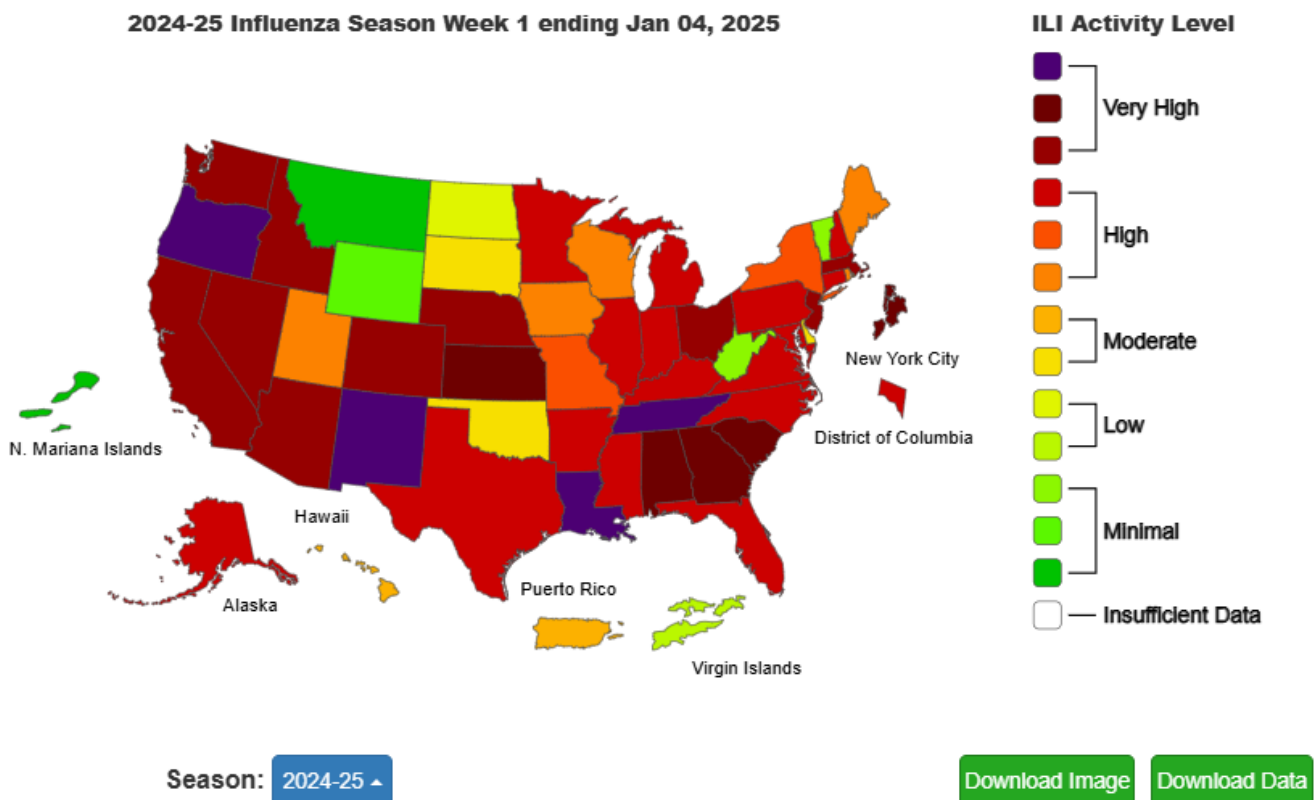 2024-25 Influenza Season Week 1 ending Jan 04, 2025
ILI Activity Level
Very High
High
Moderate
Low
Minimal
Insufficient Data
New York City
District of Columbia
N. Mariana Islands
Hawaii
Alaska
Puerto Rico
Virgin Islands
Season: 2024-25
Download Image
Download Data